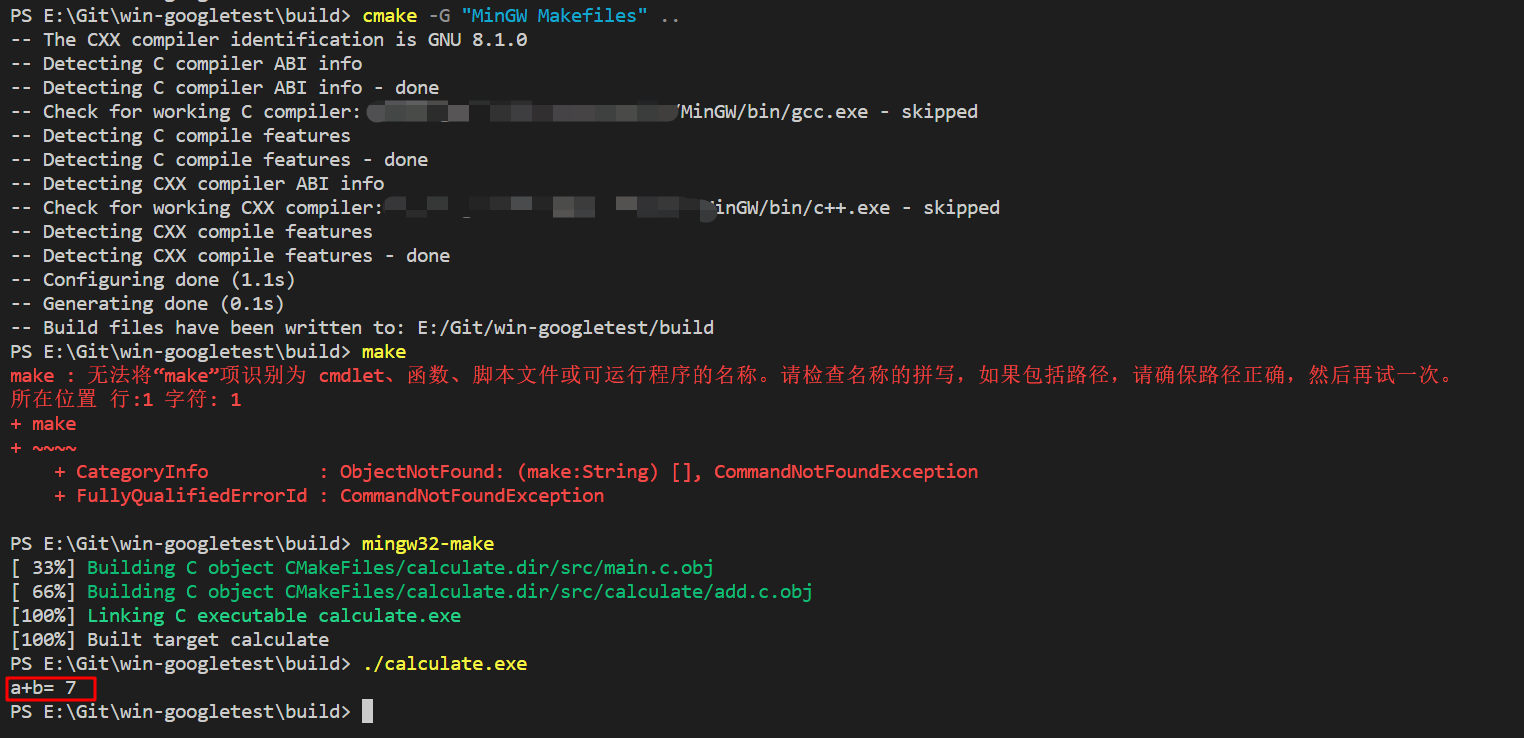 PS E:\Git\win-googletest\build> cmake -G "MinGW Makefiles" ..
-- The CXX compiler identification is GNU 8.1.0
-- Detecting C compiler ABI info
-- Detecting C compiler ABI info - done
-- Check for working C compiler: /MinGW/bin/gcc.exe - skipped
-- Detecting C compile features
-- Detecting C compile features - done
-- Detecting CXX compiler ABI info
-- Check for working CXX compiler: inGW/bin/c++.exe - skipped
-- Detecting CXX compile features
-- Detecting CXX compile features - done
-- Configuring done (1.1s)
-- Generating done (0.1s)
-- Build files have been written to: E:/Git/win-googletest/build
PS E:\Git\win-googletest\build> make
make : 无法将“make”项识别为 cmdlet、函数、脚本文件或可运行程序的名称。请检查名称的拼写，如果包括路径，请确保路径正确，然后再试一次。
所在位置 行:1 字符: 1
+ make
+ ~~~~
    + CategoryInfo          : ObjectNotFound: (make:String) [], CommandNotFoundException
    + FullyQualifiedErrorId : CommandNotFoundException
PS E:\Git\win-googletest\build> mingw32-make
[ 33%] Building C object CMakeFiles/calculate.dir/src/main.c.obj
[ 66%] Building C object CMakeFiles/calculate.dir/src/calculate/add.c.obj
[100%] Linking C executable calculate.exe
[100%] Built target calculate
PS E:\Git\win-googletest\build> ./calculate.exe
a+b= 7
PS E:\Git\win-googletest\build>